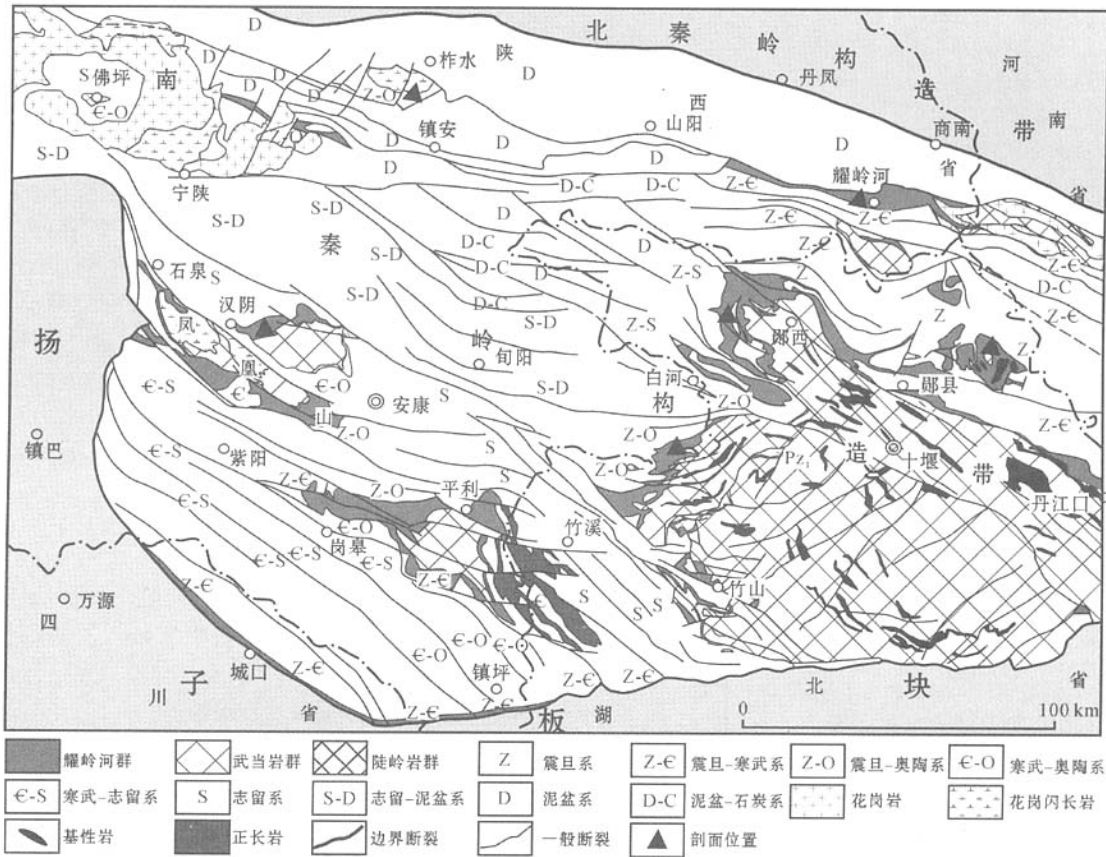 北秦岭构造带
陕西省
河南省
D
D
D
S
佛坪
Є-O
南
D
Z-O
柞水
D
丹凤
D
镇安
D
山阳
D
商南
S-D
宁陕
D
D
D-C
D-C
Z-Є
耀岭河
Z-Є
S-D
秦
S-D
D-C
D
D
Z-S
Z-Є
Z-Є
D-C
Z-Є
石泉
S
汉阴
S-D
D-C
S-D
Z-S
Z
Z
郧西
Z
凤凰山
岭
旬阳
白河
郧县
扬
Є-S
Є
Є-O
安康
S
S-D
构
Z-O
Z-Є
镇巴
Z-O
紫阳
Є-S
Z-Є
Z-O
S
Z-O
Z-O
Pz₁
造
十堰
带
丹江口
平利
Є-S
Є-O
岚皋
Є-S
Є-S
竹溪
Z-Є
Є
S
S
S
竹山
万源
四川省
Z-Є
Є-O
Є-O
Є-O
城口
Z-Є
镇坪
Z-Є
Z-Є
Z-Є
Z-Є
子
板
块
湖北省
0
100 km
耀岭河群
武当岩群
陡岭岩群
Z 震旦系
Z-Є 震旦-寒武系
Z-O 震旦-奥陶系
Є-O 寒武-奥陶系
Є-S 寒武-志留系
S 志留系
S-D 志留-泥盆系
D 泥盆系
D-C 泥盆-石炭系
花岗岩
花岗闪长岩
基性岩
正长岩
边界断裂
一般断裂
剖面位置